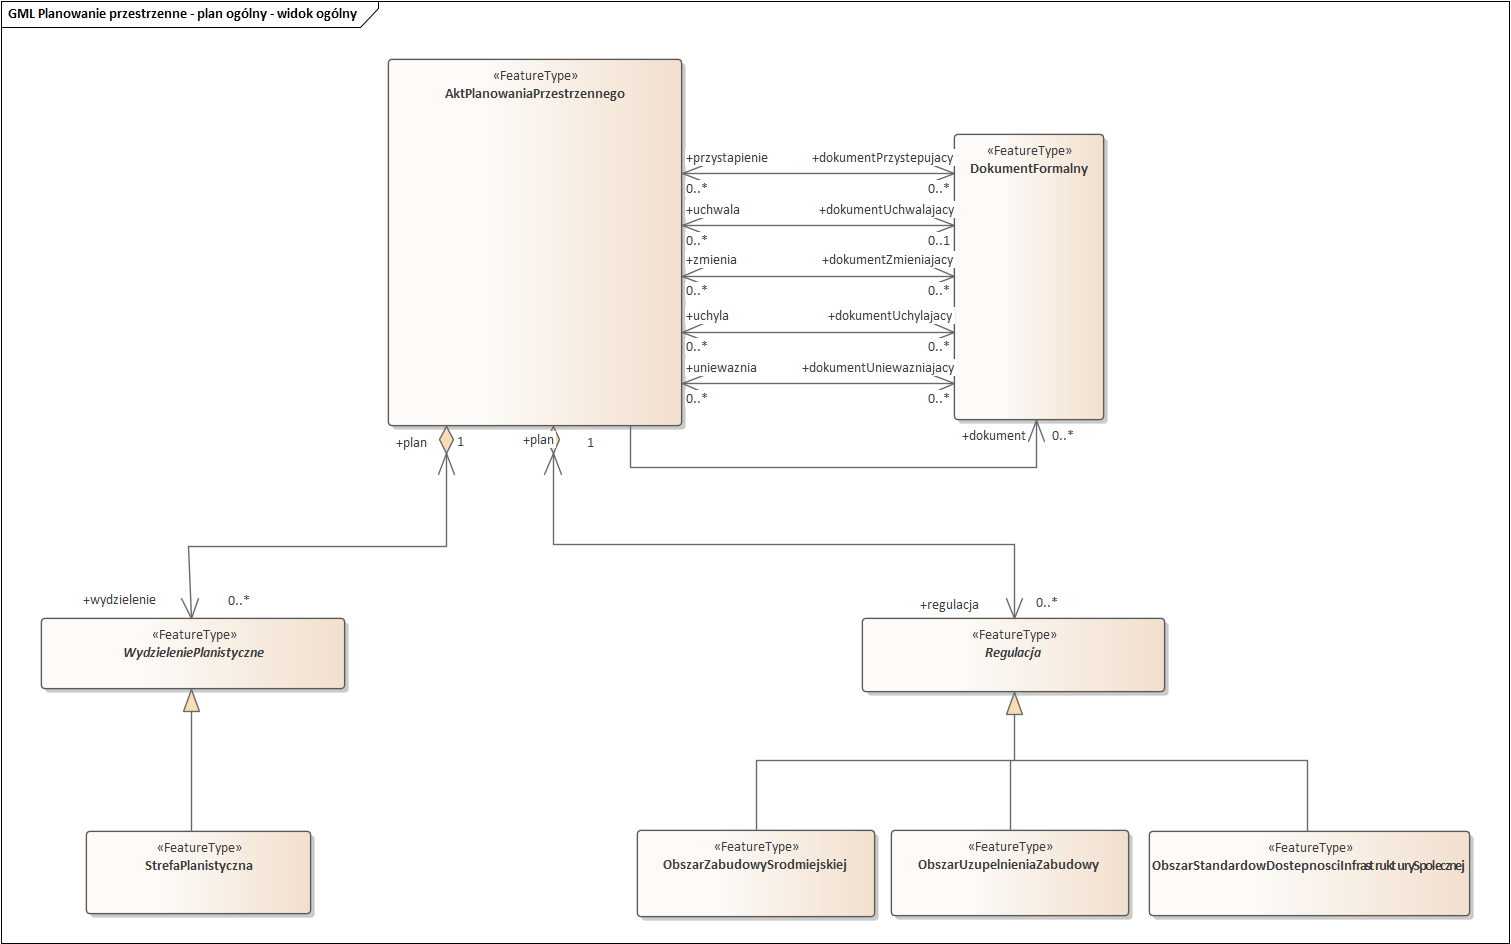 GML Planowanie przestrzenne - plan ogólny - widok ogólny
«FeatureType»
AktPlanowaniaPrzestrzennego
«FeatureType»
DokumentFormalny
+przystapienie
+dokumentPrzystepujacy
0..*
0..*
+uchwala
+dokumentUchwalajacy
0..*
0..1
+zmienia
+dokumentZmieniajacy
0..*
0..*
+uchyla
+dokumentUchylajacy
0..*
0..*
+uniewaznia
+dokumentUniewazniajacy
0..*
0..*
+plan
1
+plan
1
+dokument
0..*
+wydzielenie
0..*
+regulacja
0..*
«FeatureType»
WydzieleniePlanistyczne
«FeatureType»
Regulacja
«FeatureType»
StrefaPlanistyczna
«FeatureType»
ObszarZabudowySrodmiejskiej
«FeatureType»
ObszarUzupelnieniaZabudowy
«FeatureType»
ObszarStandardowDostepnosciInfrastrukturySpolecznej